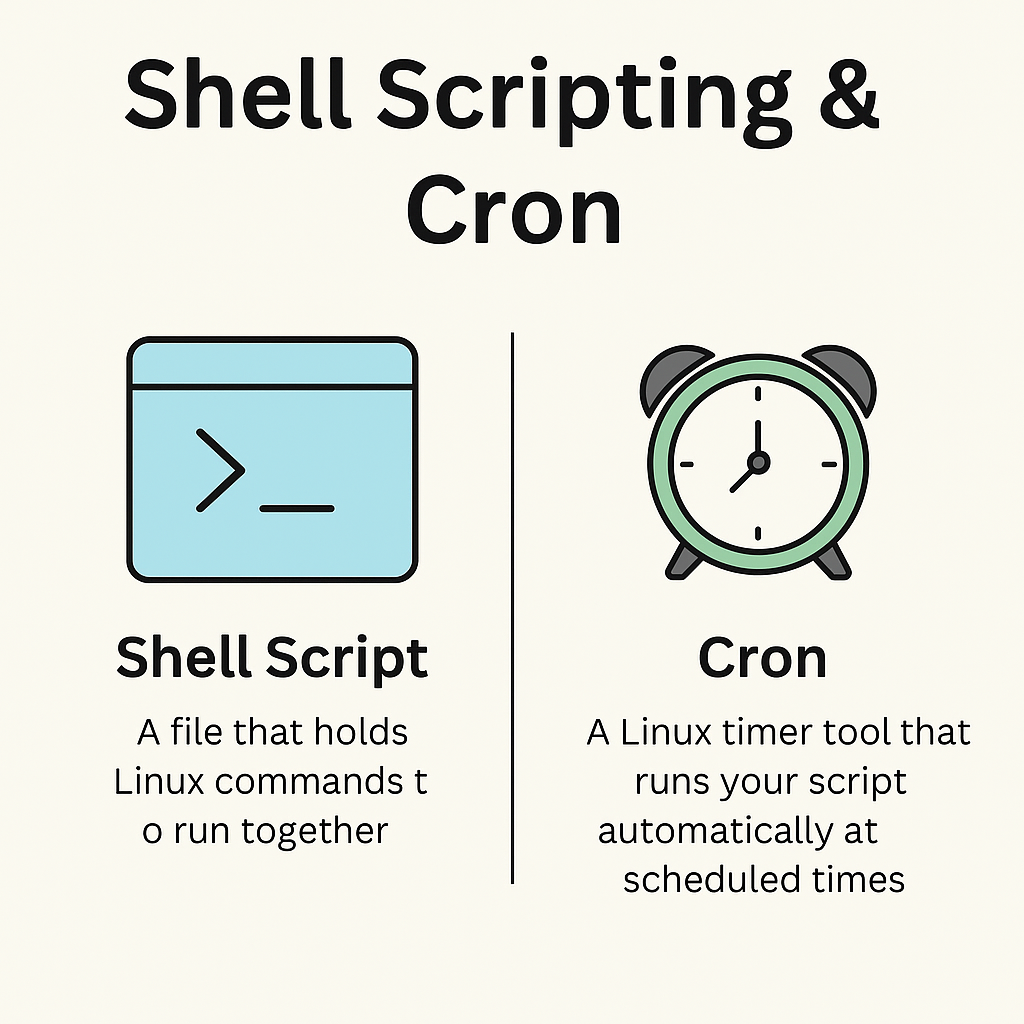 Shell Scripting &
Cron
>_
Shell Script
A file that holds
Linux commands t
o run together
Cron
A Linux timer tool that
runs your script
automatically at
scheduled times